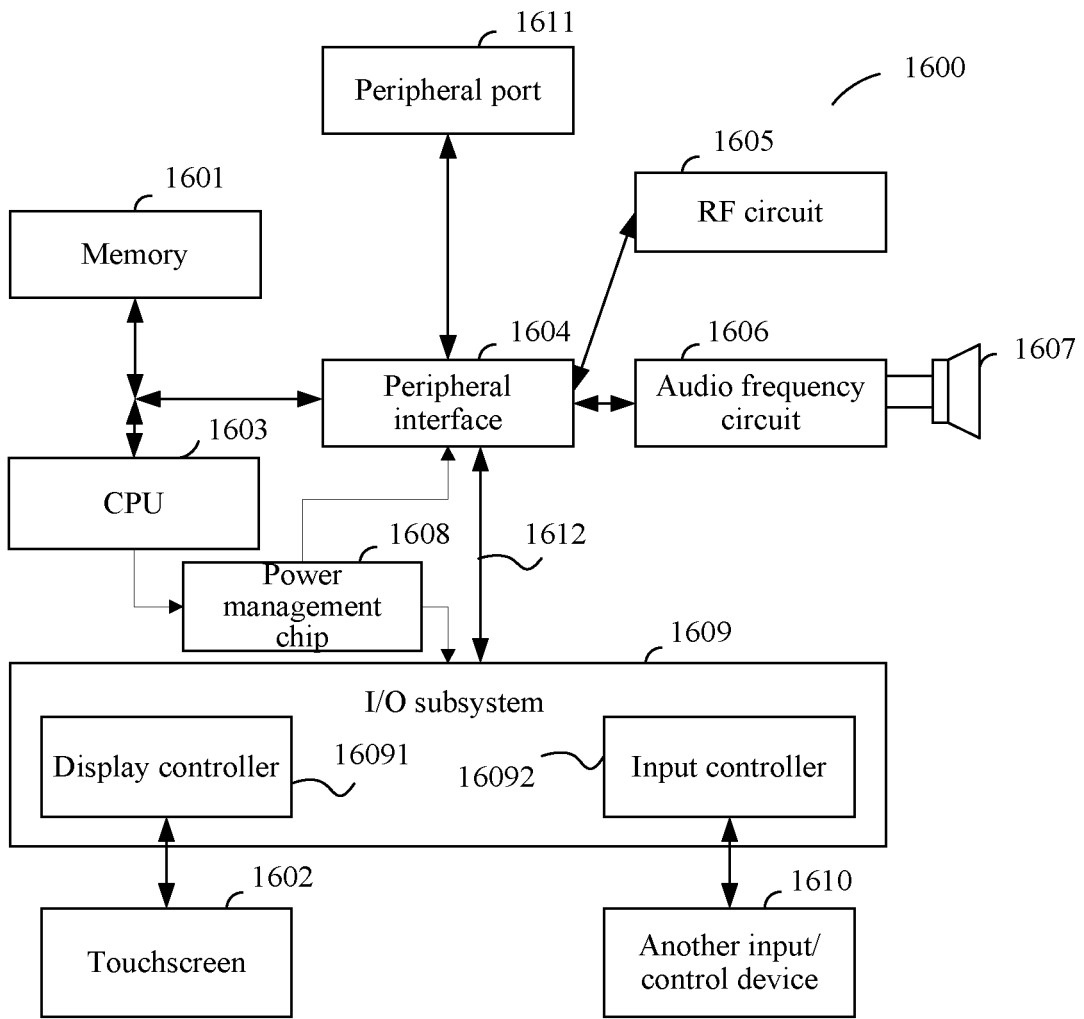 1611
Peripheral port
1600
1605
RF circuit
1601
Memory
1604
Peripheral
interface
1606
Audio frequency
circuit
1607
1603
CPU
1608
Power
management
chip
1612
1609
I/O subsystem
Display controller
16091
16092
Input controller
1602
Touchscreen
1610
Another input/
control device